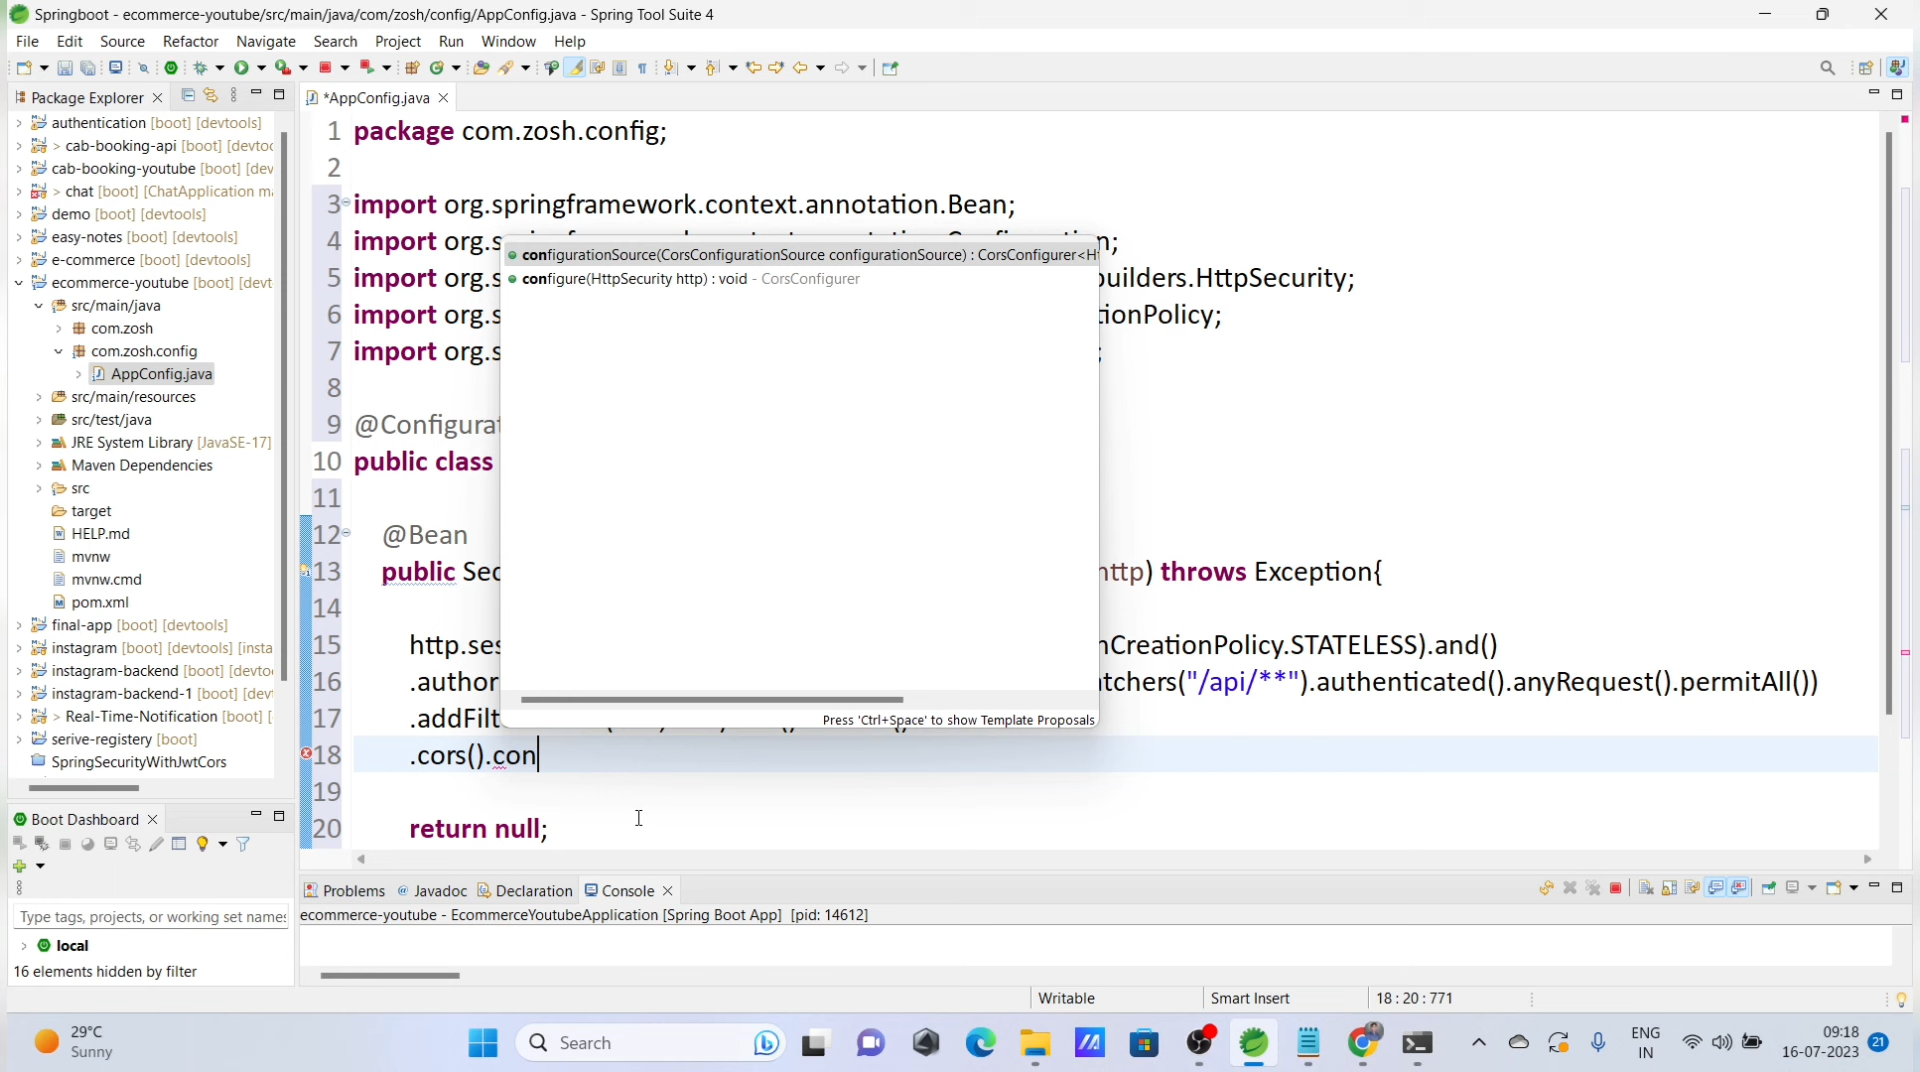 Springboot - ecommerce-youtube/src/main/java/com/zosh/config/AppConfig.java - Spring Tool Suite 4
File Edit Source Refactor Navigate Search Project Run Window Help
Package Explorer
*AppConfig.java
authentication [boot] [devtools]
> cab-booking-api [boot] [devtoo
cab-booking-youtube [boot] [dev
> chat [boot] [ChatApplication ma
demo [boot] [devtools]
easy-notes [boot] [devtools]
e-commerce [boot] [devtools]
ecommerce-youtube [boot] [devt
src/main/java
com.zosh
com.zosh.config
AppConfig.java
src/main/resources
src/test/java
JRE System Library [JavaSE-17]
Maven Dependencies
src
target
HELP.md
mvnw
mvnw.cmd
pom.xml
final-app [boot] [devtools]
instagram [boot] [devtools] [insta
instagram-backend [boot] [devto
instagram-backend-1 [boot] [dev
> Real-Time-Notification [boot] [
serive-registery [boot]
SpringSecurityWithJwtCors
1 package com.zosh.config;
2
3 import org.springframework.context.annotation.Bean;
4 import org.s
5 import org.s builders.HttpSecurity;
6 import org.s ionPolicy;
7 import org.s ;
8
9 @Configurat
10 public class
11
12 @Bean
13 public Sec http) throws Exception{
14
15 http.ses CreationPolicy.STATELESS).and()
16 .author tchers("/api/**").authenticated().anyRequest().permitAll())
17 .addFilt
18 .cors().con
19
20 return null;
configurationSource(CorsConfigurationSource configurationSource) : CorsConfigurer<Ht
configure(HttpSecurity http) : void - CorsConfigurer
Press 'Ctrl+Space' to show Template Proposals
Boot Dashboard
Type tags, projects, or working set names
local
16 elements hidden by filter
Problems Javadoc Declaration Console
ecommerce-youtube - EcommerceYoutubeApplication [Spring Boot App] [pid: 14612]
Writable Smart Insert 18 : 20 : 771
29°C
Sunny
Search
ENG
IN
09:18
16-07-2023
21